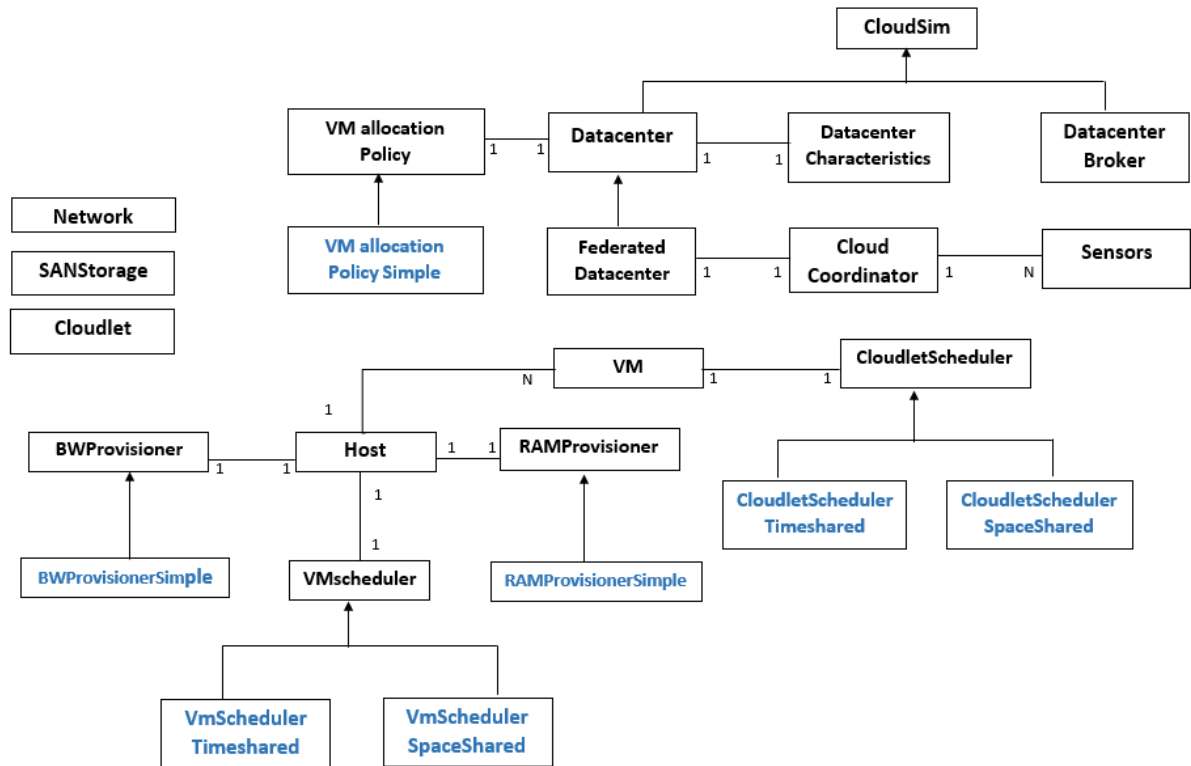 CloudSim
VM allocation
Policy
1
1
Datacenter
1
1
Datacenter
Characteristics
Datacenter
Broker
Network
SANStorage
Cloudlet
VM allocation
Policy Simple
Federated
Datacenter
1
1
Cloud
Coordinator
1
N
Sensors
VM
N
1
1
CloudletScheduler
1
BWProvisioner
1
1
Host
1
1
RAMProvisioner
1
1
CloudletScheduler
Timeshared
CloudletScheduler
SpaceShared
BWProvisionerSimple
VMscheduler
RAMProvisionerSimple
VmScheduler
Timeshared
VmScheduler
SpaceShared